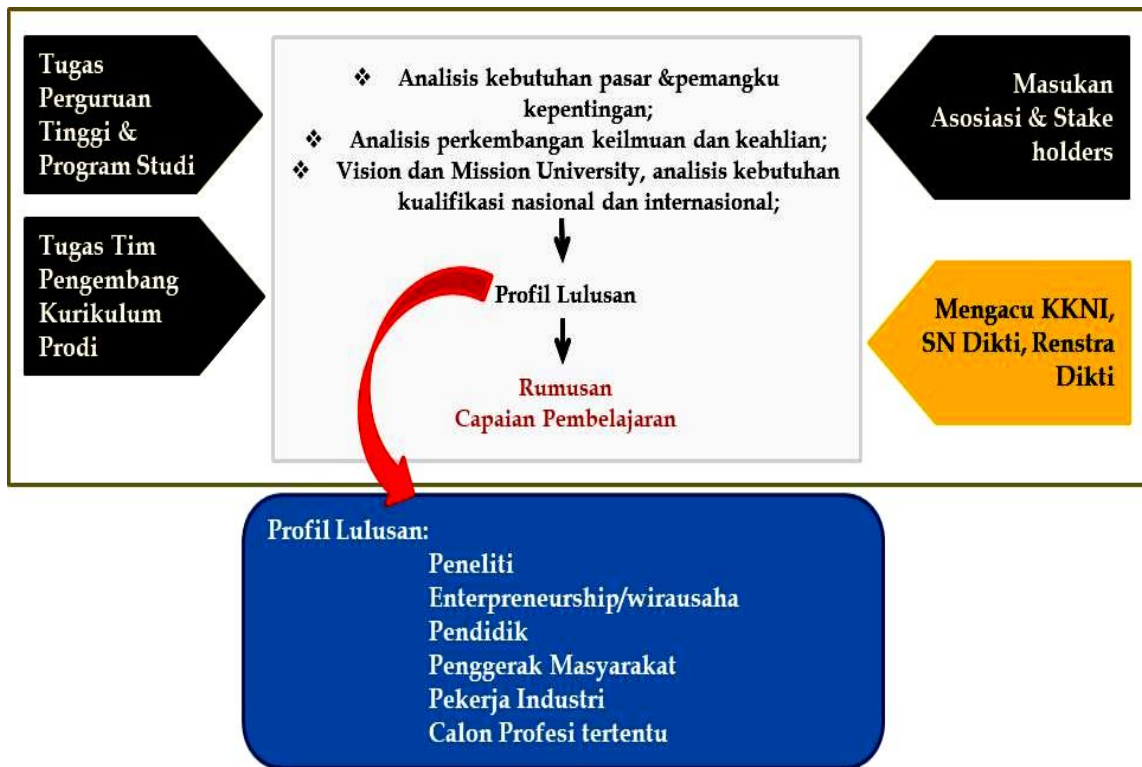 Tugas
Perguruan
Tinggi &
Program Studi
Tugas Tim
Pengembang
Kurikulum
Prodi
❖ Analisis kebutuhan pasar &pemangku
kepentingan;
❖ Analisis perkembangan keilmuan dan keahlian;
❖ Vision dan Mission University, analisis kebutuhan
kualifikasi nasional dan internasional;
Profil Lulusan
Rumusan
Capaian Pembelajaran
Masukan
Asosiasi & Stake
holders
Mengacu KKNI,
SN Dikti, Renstra
Dikti
Profil Lulusan:
Peneliti
Enterpreneurship/wirausaha
Pendidik
Penggerak Masyarakat
Pekerja Industri
Calon Profesi tertentu